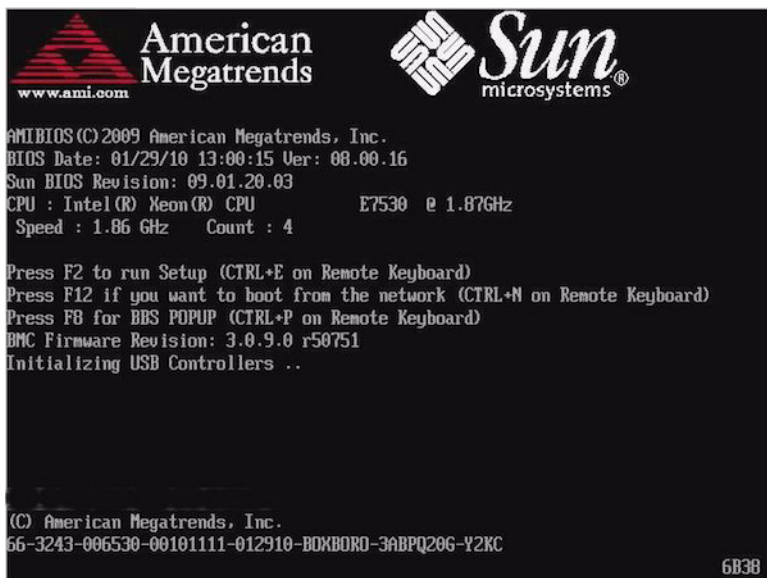 American
Megatrends
www.ami.com
Sun®
microsystems
AMIBIOS(C)2009 American Megatrends, Inc.
BIOS Date: 01/29/10 13:00:15 Ver: 08.00.16
Sun BIOS Revision: 09.01.20.03
CPU : Intel(R) Xeon(R) CPU E7530 @ 1.87GHz
Speed : 1.86 GHz Count : 4
Press F2 to run Setup (CTRL+E on Remote Keyboard)
Press F12 if you want to boot from the network (CTRL+N on Remote Keyboard)
Press F8 for BBS POPUP (CTRL+P on Remote Keyboard)
BMC Firmware Revision: 3.0.9.0 r50751
Initializing USB Controllers ..
(C) American Megatrends, Inc.
66-3243-006530-00101111-012910-BOXBORO-3ABPQ20G-Y2KC
6B38